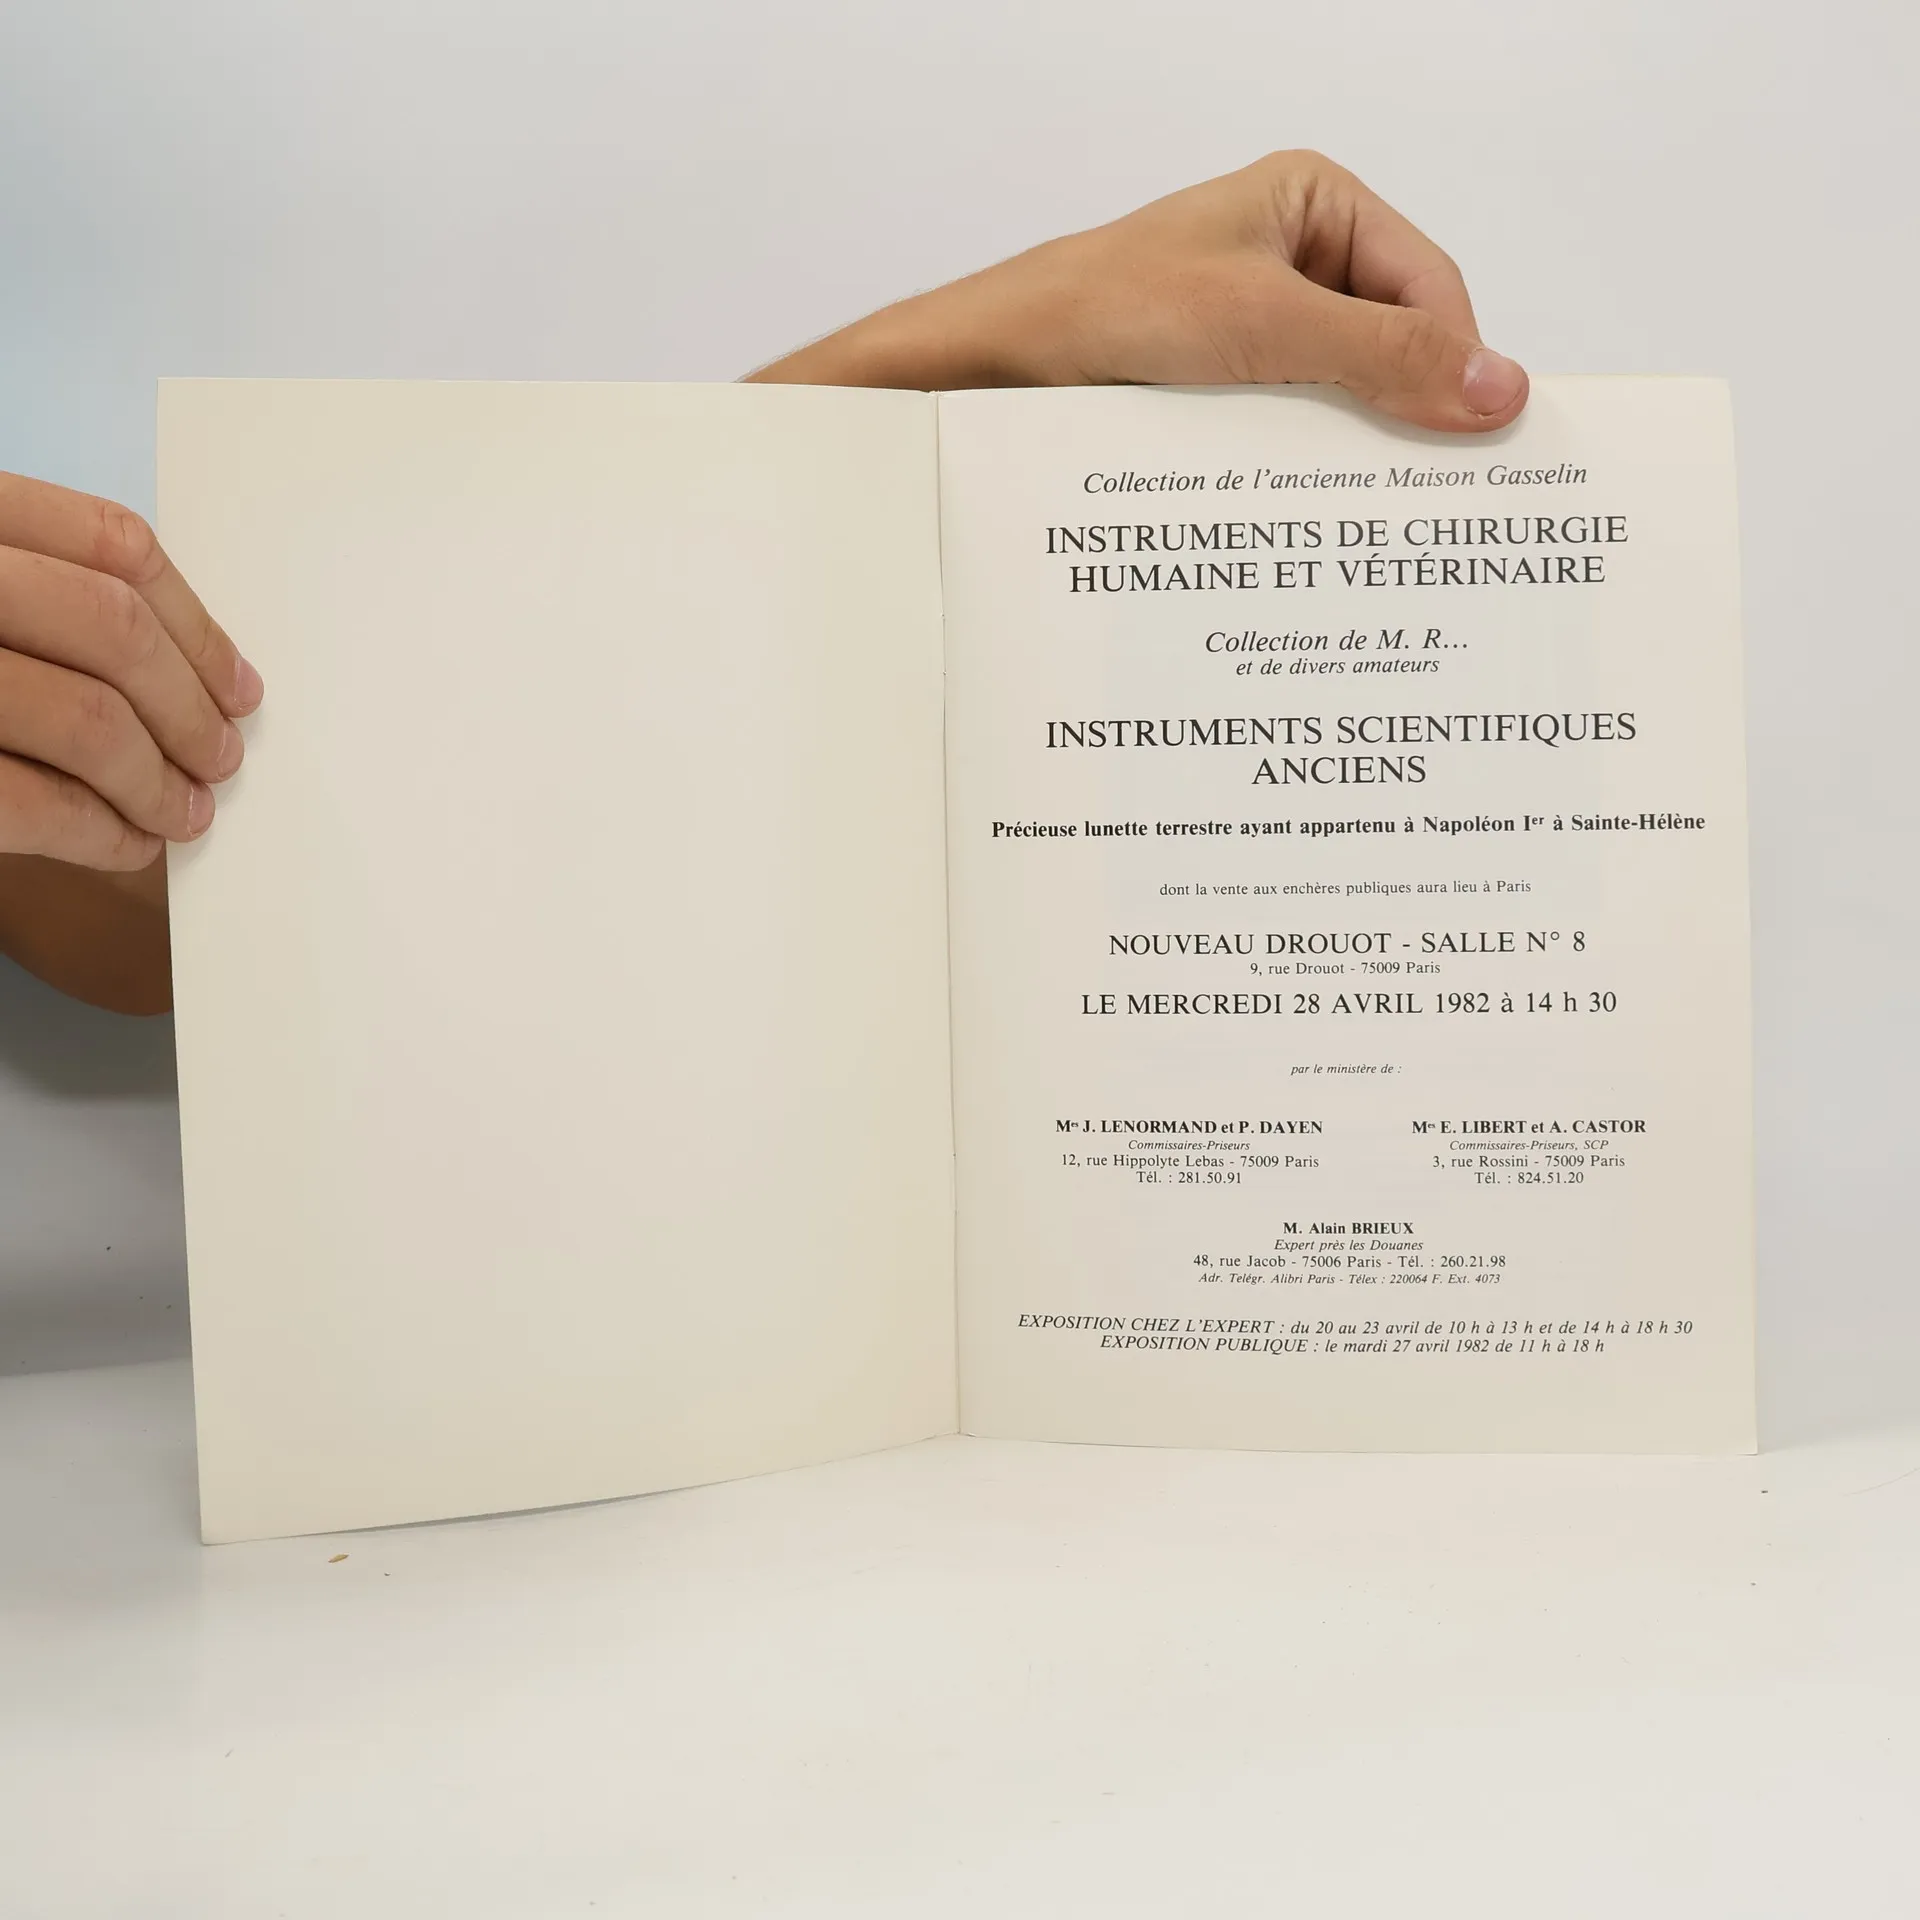 Collection de l'ancienne Maison Gasselin
INSTRUMENTS DE CHIRURGIE
HUMAINE ET VÉTÉRINAIRE
Collection de M. R...
et de divers amateurs
INSTRUMENTS SCIENTIFIQUES
ANCIENS
Précieuse lunette terrestre ayant appartenu à Napoléon Ier à Sainte-Hélène
dont la vente aux enchères publiques aura lieu à Paris
NOUVEAU DROUOT - SALLE N° 8
9, rue Drouot - 75009 Paris
LE MERCREDI 28 AVRIL 1982 à 14 h 30
par le ministère de :
Mes J. LENORMAND et P. DAYEN
Commissaires-Priseurs
12, rue Hippolyte Lebas - 75009 Paris
Tél. : 281.50.91
Mes E. LIBERT et A. CASTOR
Commissaires-Priseurs, SCP
3, rue Rossini - 75009 Paris
Tél. : 824.51.20
M. Alain BRIEUX
Expert près les Douanes
48, rue Jacob - 75006 Paris - Tél. : 260.21.98
Adr. Telégr. Alibri Paris - Télex : 220064 F. Ext. 4073
EXPOSITION CHEZ L'EXPERT : du 20 au 23 avril de 10 h à 13 h et de 14 h à 18 h 30
EXPOSITION PUBLIQUE : le mardi 27 avril 1982 de 11 h à 18 h